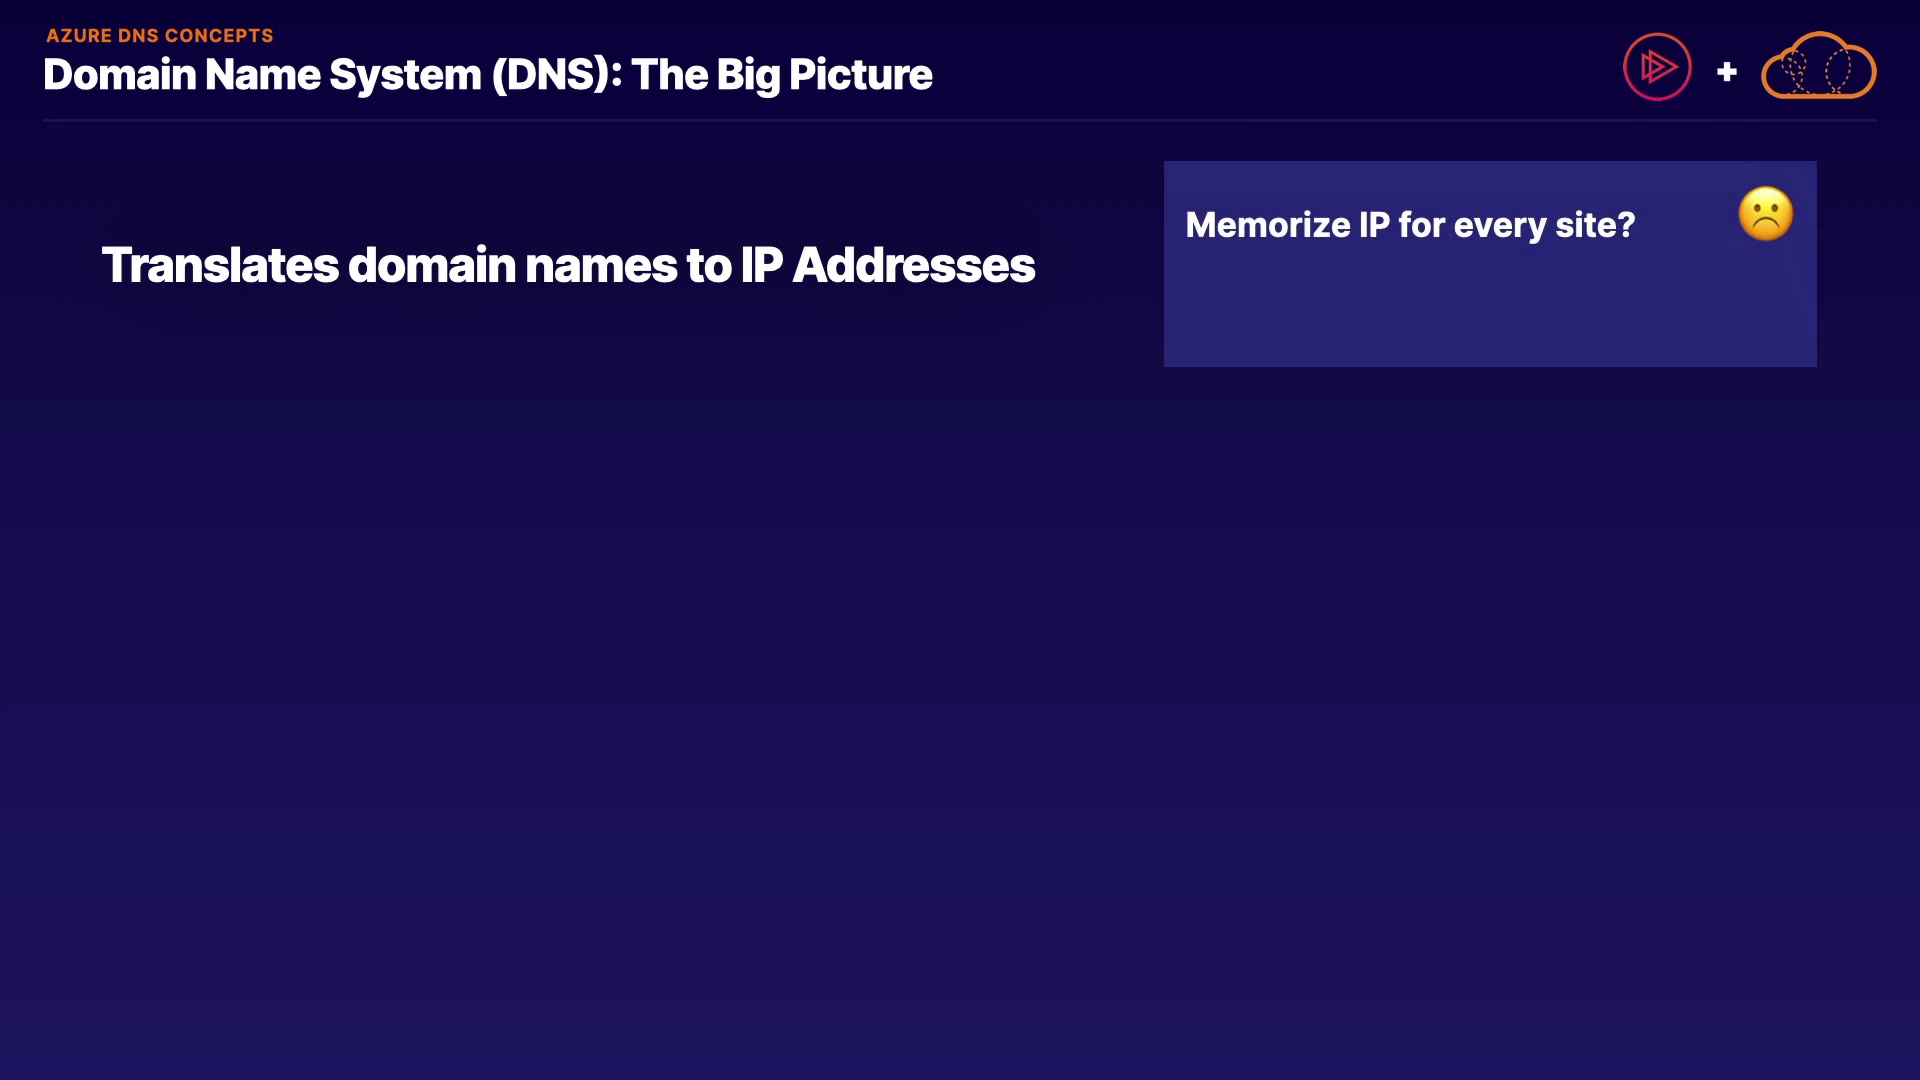 AZURE DNS CONCEPTS
Domain Name System (DNS): The Big Picture
Translates domain names to IP Addresses
Memorize IP for every site?